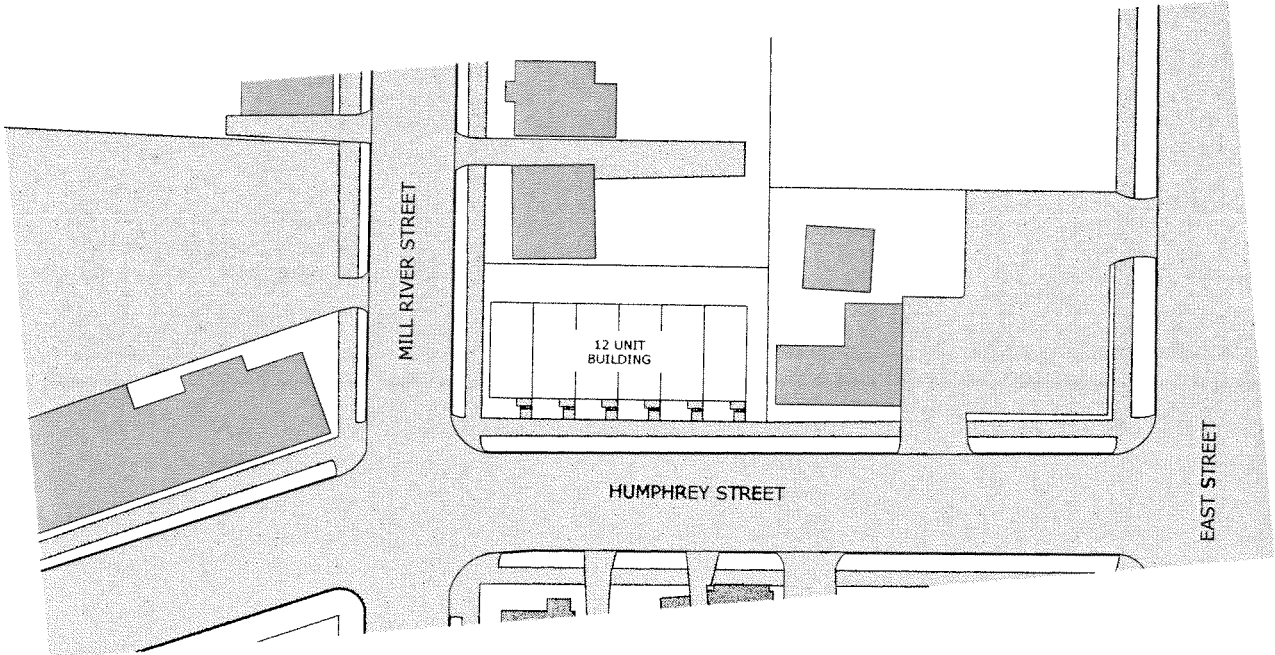 MILL RIVER STREET
12 UNIT
BUILDING
HUMPHREY STREET
EAST STREET